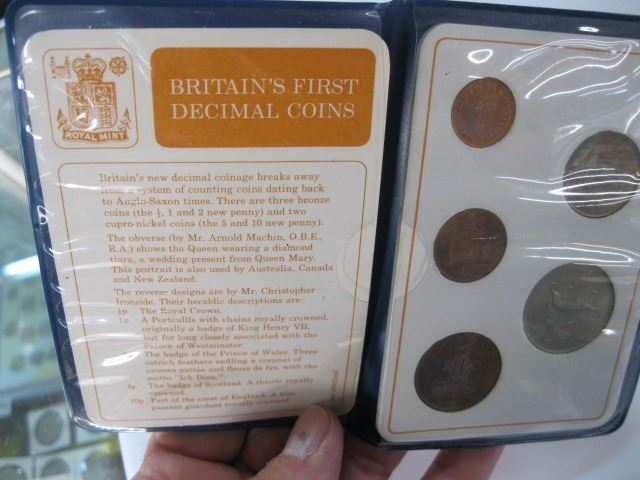 ROYAL MINT
BRITAIN'S FIRST
DECIMAL COINS
Britain's new decimal coinage breaks away
from a system of counting coins dating back
to Anglo-Saxon times. There are three bronze
coins (the ½, 1 and 2 new penny) and two
cupro-nickel coins (the 5 and 10 new penny).
The obverse (by Mr. Arnold Machin, O.B.E.,
R.A.) shows the Queen wearing a diamond
tiara, a wedding present from Queen Mary.
This portrait is also used by Australia, Canada
and New Zealand.
The reverse designs are by Mr. Christopher
Ironside. Their heraldic descriptions are:
½p The Royal Crown.
1p A Portcullis with chains royally crowned,
originally a badge of King Henry VII,
but for long closely associated with the
Palace of Westminster.
The badge of the Prince of Wales. Three
ostrich feathers enfiling a coronet of
crosses pattée and fleurs de lys, with the
motto "Ich Dien."
5p The badge of Scotland. A thistle royally
crowned.
10p Part of the crest of England. A lion
passant guardant royally crowned.